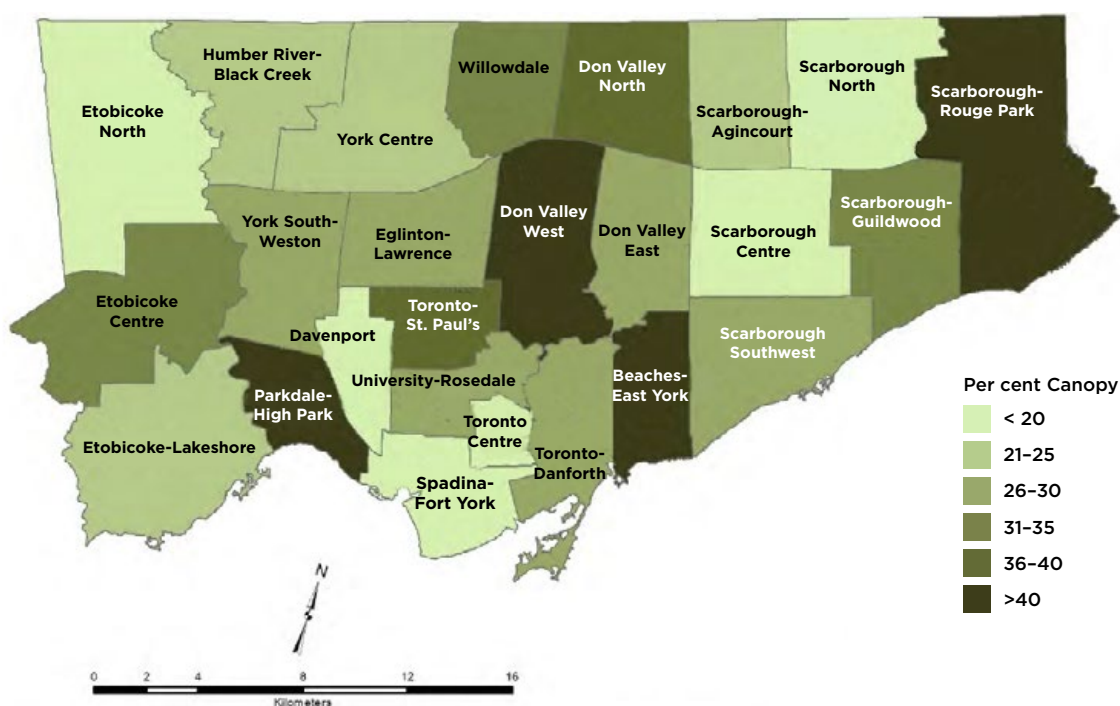 Humber River-
Black Creek
Willowdale
Don Valley
North
Scarborough
North
Scarborough-
Rouge Park
Etobicoke
North
York Centre
Scarborough-
Agincourt
York South-
Weston
Eglinton-
Lawrence
Don Valley
West
Don Valley
East
Scarborough
Centre
Scarborough-
Guildwood
Etobicoke
Centre
Davenport
Toronto-
St. Paul's
Scarborough
Southwest
Parkdale-
High Park
University-Rosedale
Beaches-
East York
Etobicoke-Lakeshore
Toronto
Centre
Toronto-
Danforth
Spadina-
Fort York
Per cent Canopy
< 20
21–25
26–30
31–35
36–40
>40
N
0 2 4 8 12 16
Kilometers